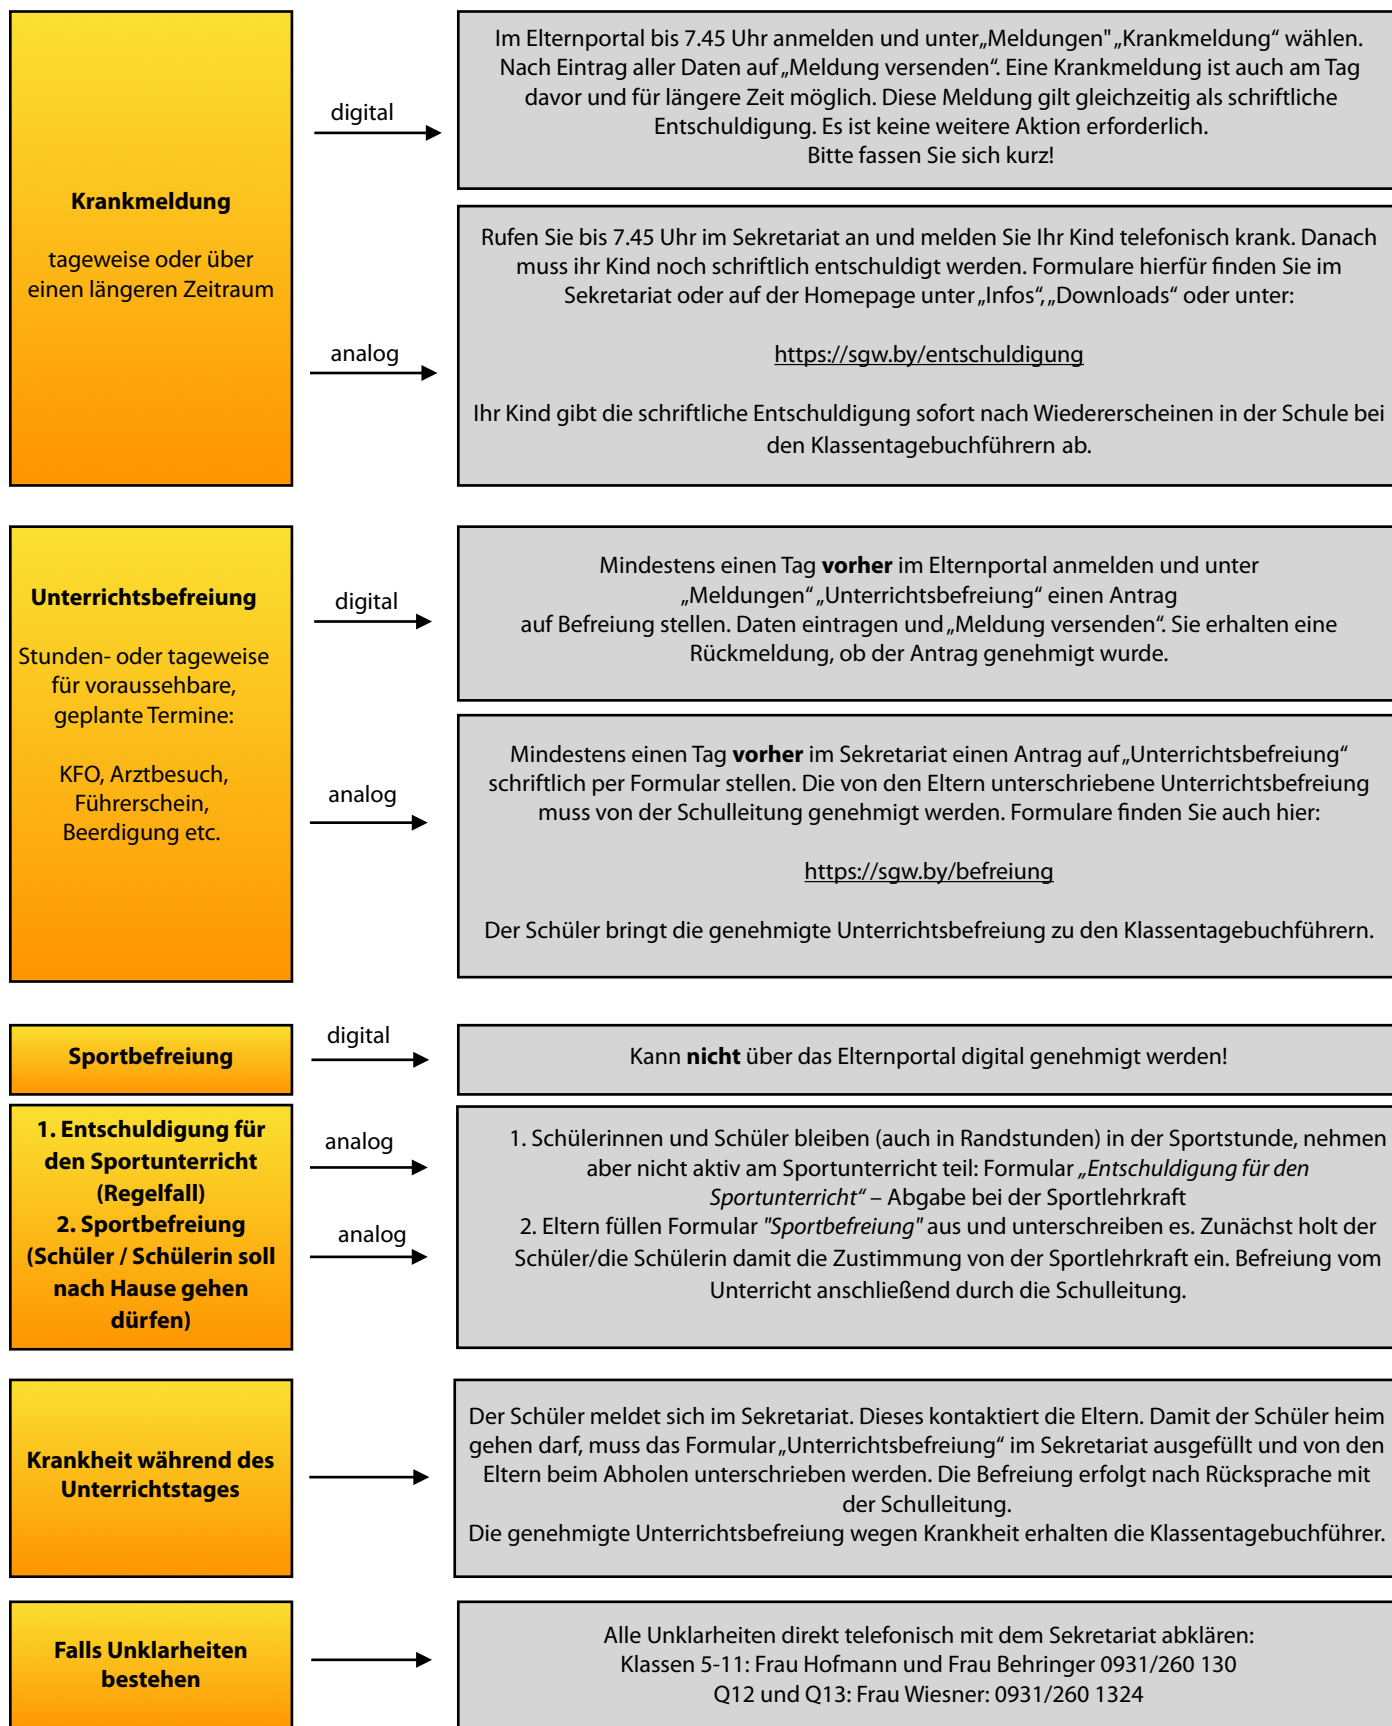 Krankmeldung
tageweise oder über
einen längeren Zeitraum
digital
Im Elternportal bis 7.45 Uhr anmelden und unter „Meldungen" „Krankmeldung“ wählen.
Nach Eintrag aller Daten auf „Meldung versenden“. Eine Krankmeldung ist auch am Tag
davor und für längere Zeit möglich. Diese Meldung gilt gleichzeitig als schriftliche
Entschuldigung. Es ist keine weitere Aktion erforderlich.
Bitte fassen Sie sich kurz!
analog
Rufen Sie bis 7.45 Uhr im Sekretariat an und melden Sie Ihr Kind telefonisch krank. Danach
muss ihr Kind noch schriftlich entschuldigt werden. Formulare hierfür finden Sie im
Sekretariat oder auf der Homepage unter „Infos“, „Downloads“ oder unter:
https://sgw.by/entschuldigung
Ihr Kind gibt die schriftliche Entschuldigung sofort nach Wiedererscheinen in der Schule bei
den Klassentagebuchführern ab.
Unterrichtsbefreiung
Stunden- oder tageweise
für voraussehbare,
geplante Termine:
KFO, Arztbesuch,
Führerschein,
Beerdigung etc.
digital
Mindestens einen Tag vorher im Elternportal anmelden und unter
„Meldungen“ „Unterrichtsbefreiung“ einen Antrag
auf Befreiung stellen. Daten eintragen und „Meldung versenden“. Sie erhalten eine
Rückmeldung, ob der Antrag genehmigt wurde.
analog
Mindestens einen Tag vorher im Sekretariat einen Antrag auf „Unterrichtsbefreiung“
schriftlich per Formular stellen. Die von den Eltern unterschriebene Unterrichtsbefreiung
muss von der Schulleitung genehmigt werden. Formulare finden Sie auch hier:
https://sgw.by/befreiung
Der Schüler bringt die genehmigte Unterrichtsbefreiung zu den Klassentagebuchführern.
Sportbefreiung
digital
Kann nicht über das Elternportal digital genehmigt werden!
1. Entschuldigung für
den Sportunterricht
(Regelfall)
2. Sportbefreiung
(Schüler / Schülerin soll
nach Hause gehen
dürfen)
analog
analog
1. Schülerinnen und Schüler bleiben (auch in Randstunden) in der Sportstunde, nehmen
aber nicht aktiv am Sportunterricht teil: Formular „Entschuldigung für den
Sportunterricht“ – Abgabe bei der Sportlehrkraft
2. Eltern füllen Formular "Sportbefreiung" aus und unterschreiben es. Zunächst holt der
Schüler/die Schülerin damit die Zustimmung von der Sportlehrkraft ein. Befreiung vom
Unterricht anschließend durch die Schulleitung.
Krankheit während des
Unterrichtstages
Der Schüler meldet sich im Sekretariat. Dieses kontaktiert die Eltern. Damit der Schüler heim
gehen darf, muss das Formular „Unterrichtsbefreiung“ im Sekretariat ausgefüllt und von den
Eltern beim Abholen unterschrieben werden. Die Befreiung erfolgt nach Rücksprache mit
der Schulleitung.
Die genehmigte Unterrichtsbefreiung wegen Krankheit erhalten die Klassentagebuchführer.
Falls Unklarheiten
bestehen
Alle Unklarheiten direkt telefonisch mit dem Sekretariat abklären:
Klassen 5-11: Frau Hofmann und Frau Behringer 0931/260 130
Q12 und Q13: Frau Wiesner: 0931/260 1324